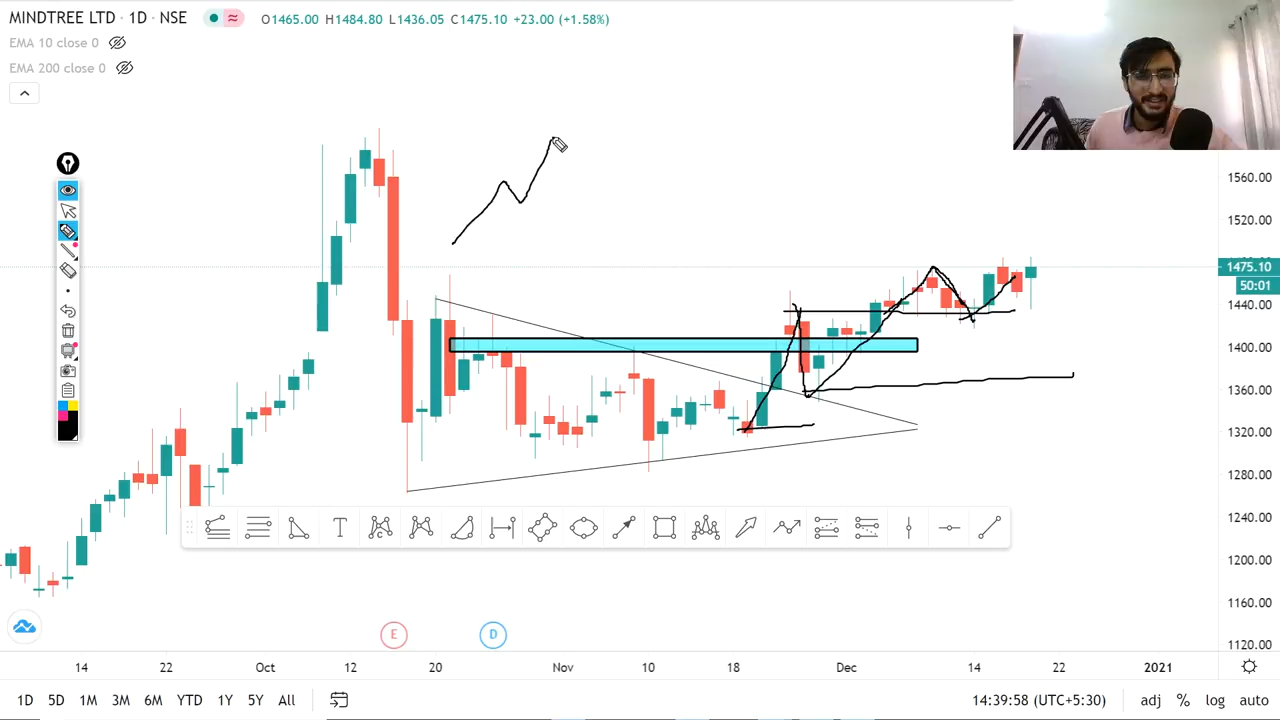 MINDTREE LTD · 1D · NSE
O1465.00 H1484.80 L1436.05 C1475.10 +23.00 (+1.58%)
EMA 10 close 0
EMA 200 close 0
1560.00
1520.00
1475.10
50:01
1440.00
1400.00
1360.00
1320.00
1280.00
1240.00
1200.00
1160.00
1120.00
T
C
E
D
14 22 Oct 12 20 Nov 10 18 Dec 14 22 2021
1D 5D 1M 3M 6M YTD 1Y 5Y All
14:39:58 (UTC+5:30) adj % log auto